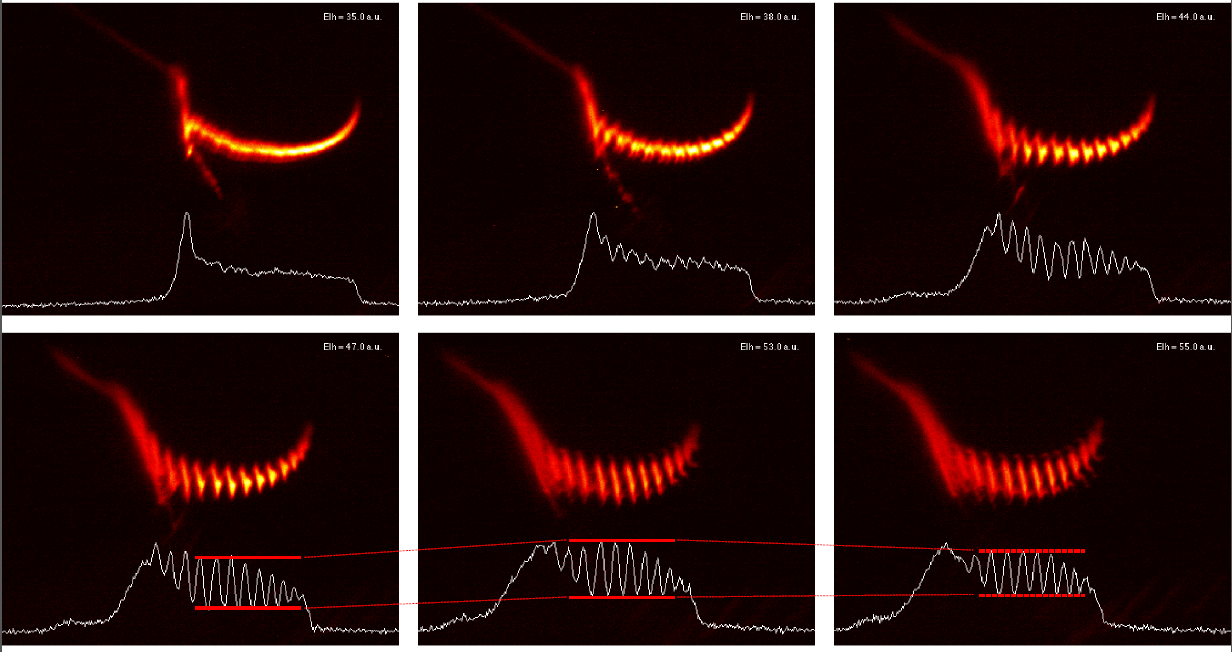 Elh = 35.0 a.u.
Elh = 38.0 a.u.
Elh = 44.0 a.u.
Elh = 47.0 a.u.
Elh = 53.0 a.u.
Elh = 55.0 a.u.